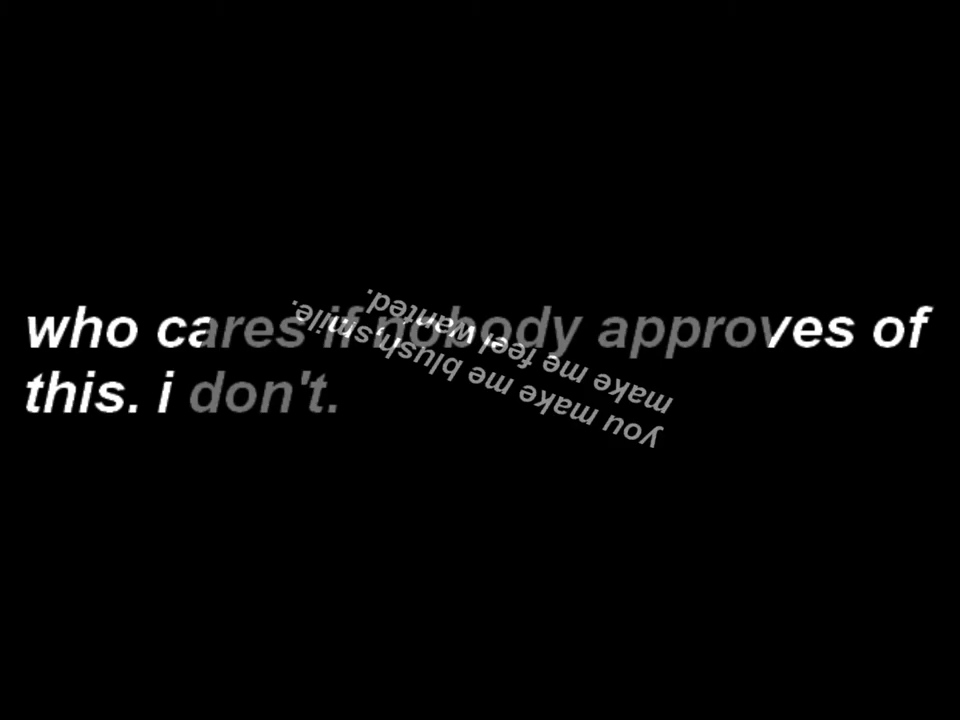 who cares if nobody approves of
this. i don't.
you make me blush, smile.
make me feel wanted.